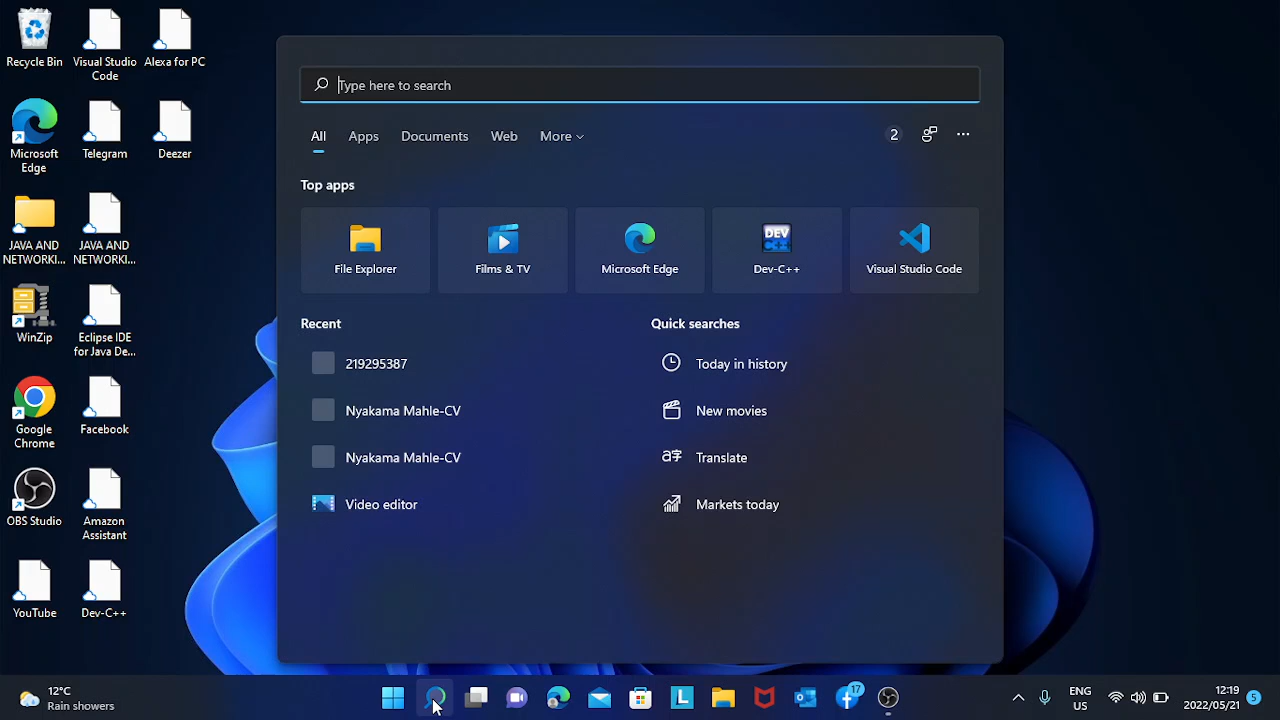 Recycle Bin
Visual Studio
Code
Alexa for PC
Microsoft
Edge
Telegram
Deezer
JAVA AND
NETWORKI...
JAVA AND
NETWORKI...
WinZip
Eclipse IDE
for Java De...
Google
Chrome
Facebook
OBS Studio
Amazon
Assistant
YouTube
Dev-C++
Type here to search
All Apps Documents Web More
2
Top apps
File Explorer
Films & TV
Microsoft Edge
DEV
C++
Dev-C++
Visual Studio Code
Recent
219295387
Nyakama Mahle-CV
Nyakama Mahle-CV
Video editor
Quick searches
Today in history
New movies
Translate
Markets today
12°C
Rain showers
L
17
ENG
US
12:19
2022/05/21
5